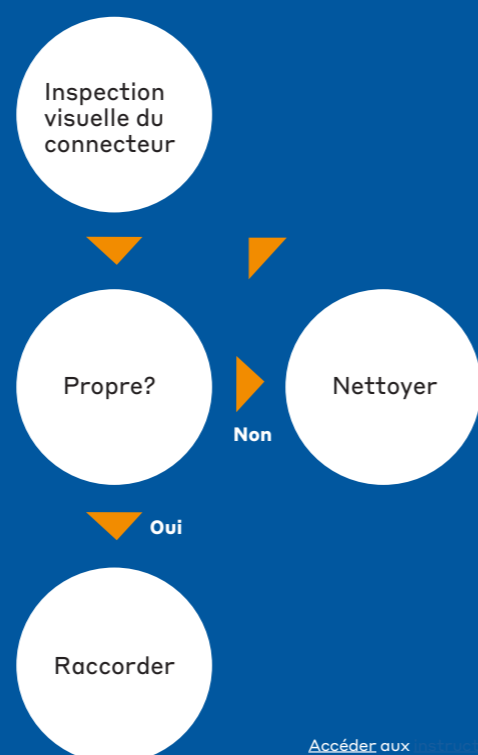 Inspection
visuelle du
connecteur
Propre?
Nettoyer
Non
Oui
Raccorder
Accéder aux